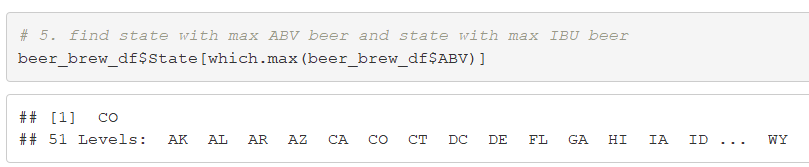 # 5. find state with max ABV beer and state with max IBU beer
beer_brew_df$State[which.max(beer_brew_df$ABV)]
## [1]  CO
## 51 Levels:  AK  AL  AR  AZ  CA  CO  CT  DC  DE  FL  GA  HI  IA  ID ...  WY